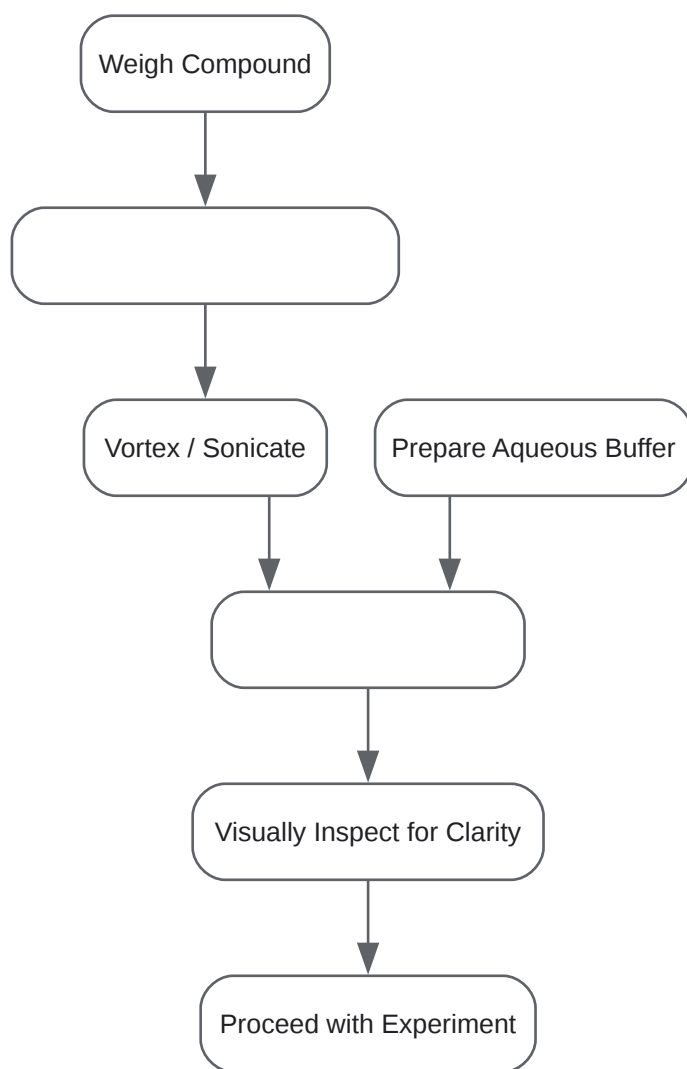 Weigh Compound
Vortex / Sonicate
Prepare Aqueous Buffer
Visually Inspect for Clarity
Proceed with Experiment